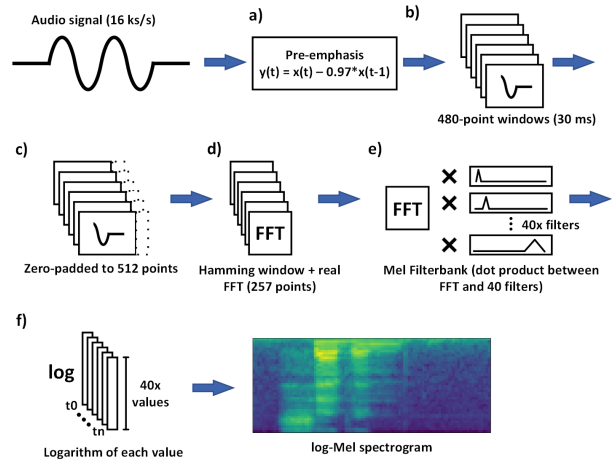 Audio signal (16 ks/s)
a)
Pre-emphasis
y(t) = x(t) – 0.97*x(t-1)
b)
480-point windows (30 ms)
c)
Zero-padded to 512 points
d)
FFT
Hamming window + real
FFT (257 points)
e)
FFT
40x filters
Mel Filterbank (dot product between
FFT and 40 filters)
f)
log
t0
tn
40x
values
Logarithm of each value
log-Mel spectrogram